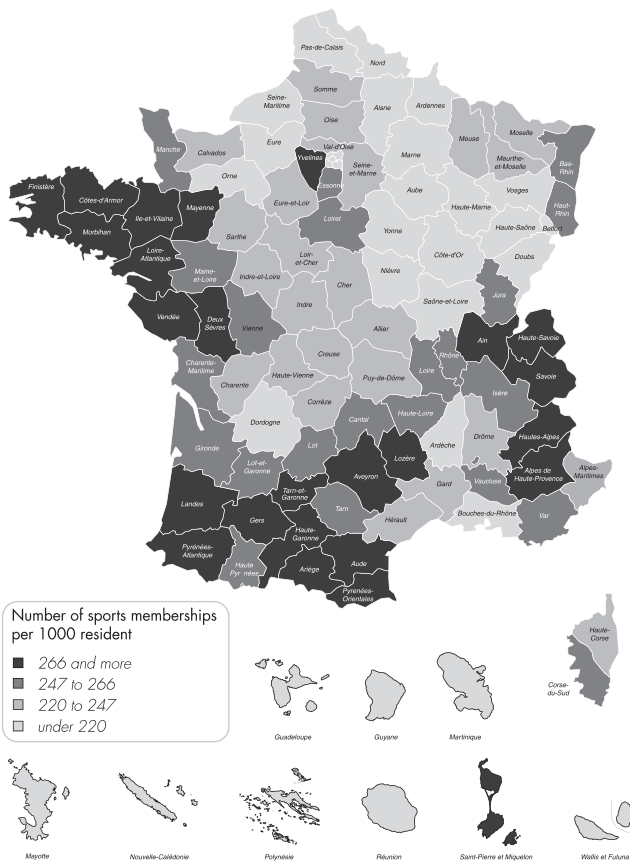 Pas-de-Calais
Nord
Somme
Seine-
Maritime
Aisne
Ardennes
Oise
Manche
Calvados
Eure
Val-d'Oise
Yvelines
Essonne
Seine-
et-Marne
Marne
Meuse
Moselle
Meurthe-
et-Moselle
Bas-
Rhin
Orne
Aube
Vosges
Haut-
Rhin
Finistère
Côtes-d'Armor
Ile-et-Vilaine
Mayenne
Eure-et-Loir
Loiret
Haute-Marne
Morbihan
Sarthe
Yonne
Haute-Saône
Belfort
Loire-
Atlantique
Maine-
et-Loire
Indre-et-Loire
Loir-
et-Cher
Cher
Nièvre
Côte-d'Or
Doubs
Vendée
Deux
Sèvres
Vienne
Indre
Allier
Saône-et-Loire
Jura
Charente-
Maritime
Charente
Haute-Vienne
Creuse
Puy-de-Dôme
Loire
Rhône
Ain
Haute-Savoie
Savoie
Isère
Corrèze
Dordogne
Cantal
Haute-Loire
Ardèche
Drôme
Hautes-Alpes
Gironde
Lot-et-
Garonne
Lot
Aveyron
Lozère
Gard
Vaucluse
Alpes de
Haute-Provence
Alpes-
Maritimes
Landes
Gers
Tarn-et-
Garonne
Tarn
Hérault
Bouches-du-Rhône
Var
Pyrénées-
Atlantique
Haute
Pyr nées
Haute-
Garonne
Ariège
Aude
Pyrenées-
Orientales
Number of sports memberships
per 1000 resident
266 and more
247 to 266
220 to 247
under 220
Haute-
Corse
Corse-
du-Sud
Guadeloupe
Guyane
Martinique
Mayotte
Nouvelle-Calédonie
Polynésie
Réunion
Saint-Pierre et Miquelon
Wallis et Futuna